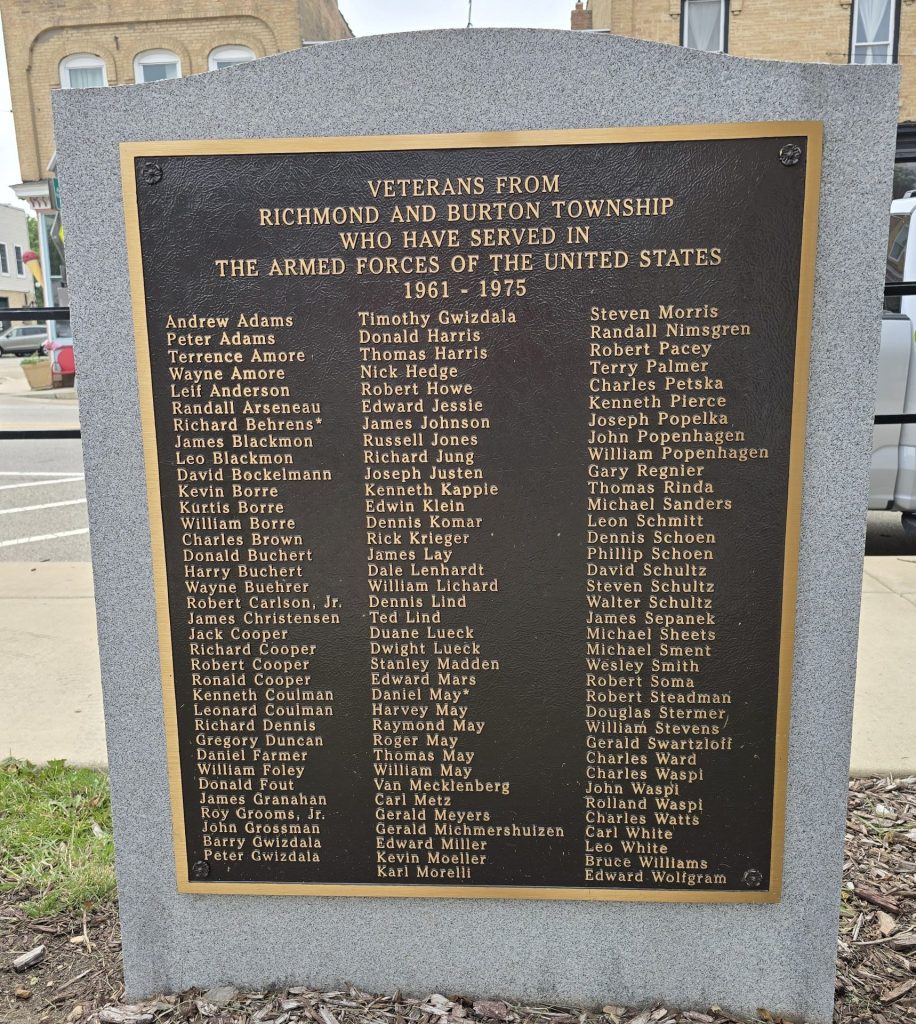 VETERANS FROM
RICHMOND AND BURTON TOWNSHIP
WHO HAVE SERVED IN
THE ARMED FORCES OF THE UNITED STATES
1961 - 1975
Andrew Adams
Peter Adams
Terrence Amore
Wayne Amore
Leif Anderson
Randall Arseneau
Richard Behrens*
James Blackmon
Leo Blackmon
David Bockelmann
Kevin Borre
Kurtis Borre
William Borre
Charles Brown
Donald Buchert
Harry Buchert
Wayne Buehrer
Robert Carlson, Jr.
James Christensen
Jack Cooper
Richard Cooper
Robert Cooper
Ronald Cooper
Kenneth Coulman
Leonard Coulman
Richard Dennis
Gregory Duncan
Daniel Farmer
William Foley
Donald Fout
James Granahan
Roy Grooms, Jr.
John Grossman
Barry Gwizdala
Peter Gwizdala
Timothy Gwizdala
Donald Harris
Thomas Harris
Nick Hedge
Robert Howe
Edward Jessie
James Johnson
Russell Jones
Richard Jung
Joseph Justen
Kenneth Kappie
Edwin Klein
Dennis Komar
Rick Krieger
James Lay
Dale Lenhardt
William Lichard
Dennis Lind
Ted Lind
Duane Lueck
Dwight Lueck
Stanley Madden
Edward Mars
Daniel May*
Harvey May
Raymond May
Roger May
Thomas May
William May
Van Mecklenberg
Carl Metz
Gerald Meyers
Gerald Michmershuizen
Edward Miller
Kevin Moeller
Karl Morelli
Steven Morris
Randall Nimsgren
Robert Pacey
Terry Palmer
Charles Petska
Kenneth Pierce
Joseph Popelka
John Popenhagen
William Popenhagen
Gary Regnier
Thomas Rinda
Michael Sanders
Leon Schmitt
Dennis Schoen
Phillip Schoen
David Schultz
Steven Schultz
Walter Schultz
James Sepanek
Michael Sheets
Michael Sment
Wesley Smith
Robert Soma
Robert Steadman
Douglas Stermer
William Stevens
Gerald Swartzloff
Charles Ward
Charles Waspi
John Waspi
Rolland Waspi
Charles Watts
Carl White
Leo White
Bruce Williams
Edward Wolfgram